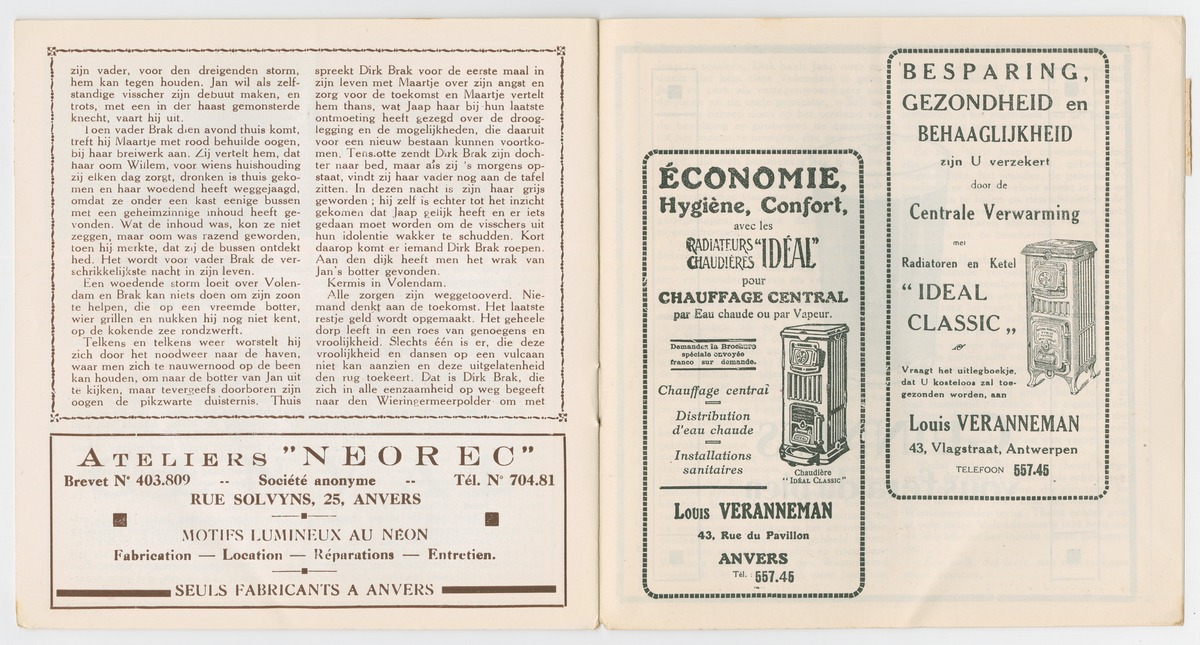 zijn vader, voor den dreigenden storm,
hem kan tegen houden. Jan wil als zelf-
standige visscher zijn debuut maken, en
trots, met een in der haast gemonsterde
knecht, vaart hij uit.
Toen vader Brak dien avond thuis komt,
treft hij Maartje met rood behuilde oogen,
bij haar breiwerk aan. Zij vertelt hem, dat
haar oom Willem, voor wiens huishouding
zij elken dag zorgt, dronken is thuis geko-
men en haar woedend heeft weggejaagd,
omdat ze onder een kast eenige bussen
met een geheimzinnige inhoud heeft ge-
vonden. Wat de inhoud was, kon ze niet
zeggen, maar oom was razend geworden,
toen hij merkte, dat zij de bussen ontdekt
hed. Het wordt voor vader Brak de ver-
schrikkelijkste nacht in zijn leven.
Een woedende storm loeit over Volen-
dam en Brak kan niets doen om zijn zoon
te helpen, die op een vreemde botter,
wier grillen en nukken hij nog niet kent,
op de kokende zee rondzwerft.
Telkens en telkens weer worstelt hij
zich door het noodweer naar de haven,
waar men zich te nauwernood op de been
kan houden, om naar de botter van Jan uit
te kijken, maar tevergeefs doorboren zijn
oogen de pikzwarte duisternis. Thuis
spreekt Dirk Brak voor de eerste maal in
zijn leven met Maartje over zijn angst en
zorg voor de toekomst en Maartje vertelt
hem thans, wat Jaap haar bij hun laatste
ontmoeting heeft gezegd over de droog-
legging en de mogelijkheden, die daaruit
voor een nieuw bestaan kunnen voortko-
men, Tens.otte zendt Dirk Brak zijn doch-
ter naar bed, maar als zij 's morgens op-
staat, vindt zij haar vader nog aan de tafel
zitten. In dezen nacht is zijn haar grijs
geworden ; hij zelf is echter tot het inzicht
gekomen dat Jaap gelijk heeft en er iets
gedaan moet worden om de visschers uit
hun idolentie wakker te schudden. Kort
daarop komt er iemand Dirk Brak roepen.
Aan den dijk heeft men het wrak van
Jan's botter gevonden.
Kermis in Volendam.
Alle zorgen zijn weggetooverd. Nie-
mand denkt aan de toekomst. Het laatste
restje geld wordt opgemaakt. Het geheele
dorp leeft in een roes van genoegens en
vroolijkheid. Slechts één is er, die deze
vroolijkheid en dansen op een vulcaan
niet kan aanzien en deze uitgelatenheid
den rug toekeert. Dat is Dirk Brak, die
zich in alle eenzaamheid op weg begeeft
naar den Wieringermeerpolder om met
ATELIERS "NEOREC"
Brevet N° 403.809 -- Société anonyme -- Tél. N° 704.81
RUE SOLVYNS, 25, ANVERS
MOTIFS LUMINEUX AU NÉON
Fabrication — Location — Réparations — Entretien.
SEULS FABRICANTS A ANVERS
ÉCONOMIE,
Hygiène, Confort,
avec les
RADIATEURS "IDÉAL"
CHAUDIÈRES
pour
CHAUFFAGE CENTRAL
par Eau chaude ou par Vapeur.
Demandez la Brochure
spéciale envoyée
franco sur demande.
Chauffage central
Distribution
d'eau chaude
Installations
sanitaires
Chaudière
"IDÉAL CLASSIC"
Louis VERANNEMAN
43, Rue du Pavillon
ANVERS
Tél. : 557.45
BESPARING,
GEZONDHEID en
BEHAAGLIJKHEID
zijn U verzekert
door de
Centrale Verwarming
met
Radiatoren en Ketel
" IDEAL
CLASSIC „
Vraagt het uitlegboekje,
dat U kosteloos zal toe-
gezonden worden, aan
Louis VERANNEMAN
43, Vlagstraat, Antwerpen
TELEFOON 557.45